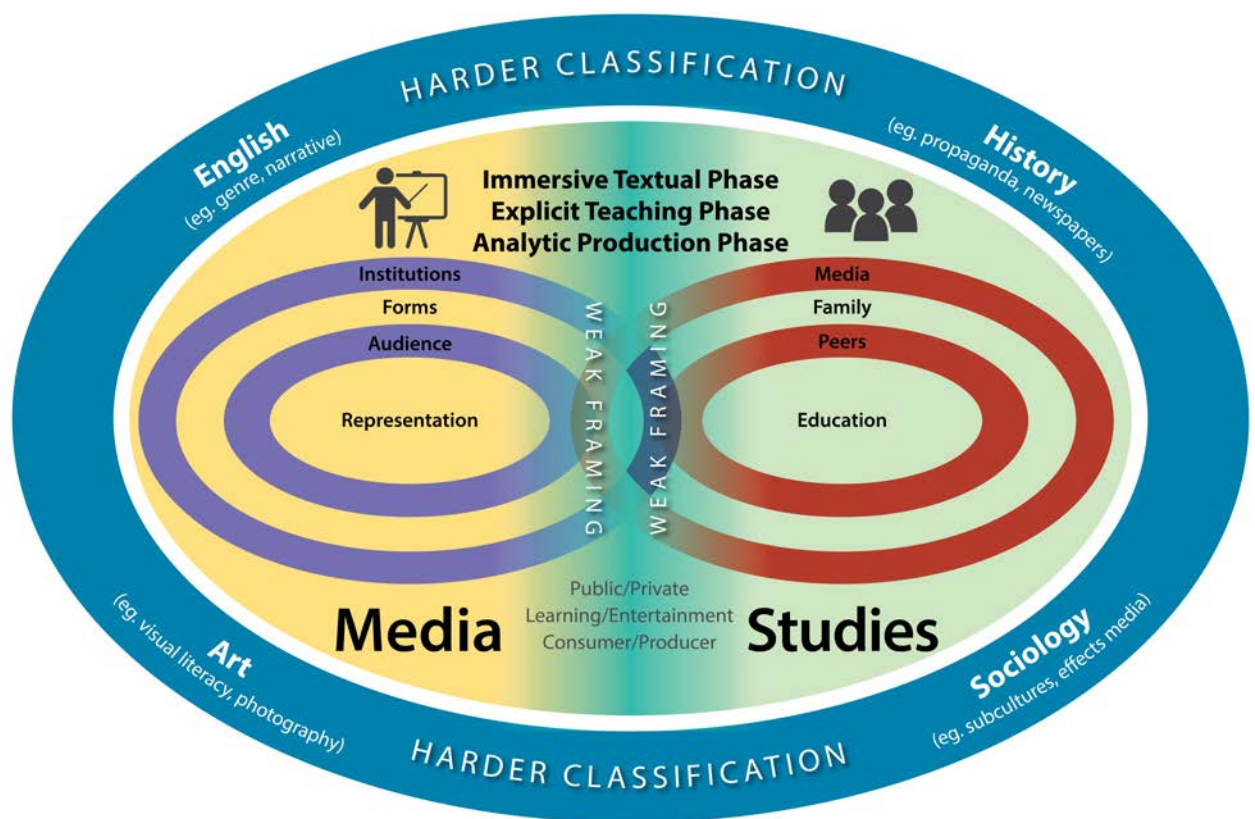 HARDER CLASSIFICATION
English
(eg. genre, narrative)
History
(eg. propaganda, newspapers)
Immersive Textual Phase
Explicit Teaching Phase
Analytic Production Phase
Institutions
Forms
Audience
Representation
WEAK FRAMING
WEAK FRAMING
Media
Family
Peers
Education
Public/Private
Learning/Entertainment
Consumer/Producer
Media Studies
Art
(eg. visual literacy, photography)
Sociology
(eg. subcultures, effects media)
HARDER CLASSIFICATION